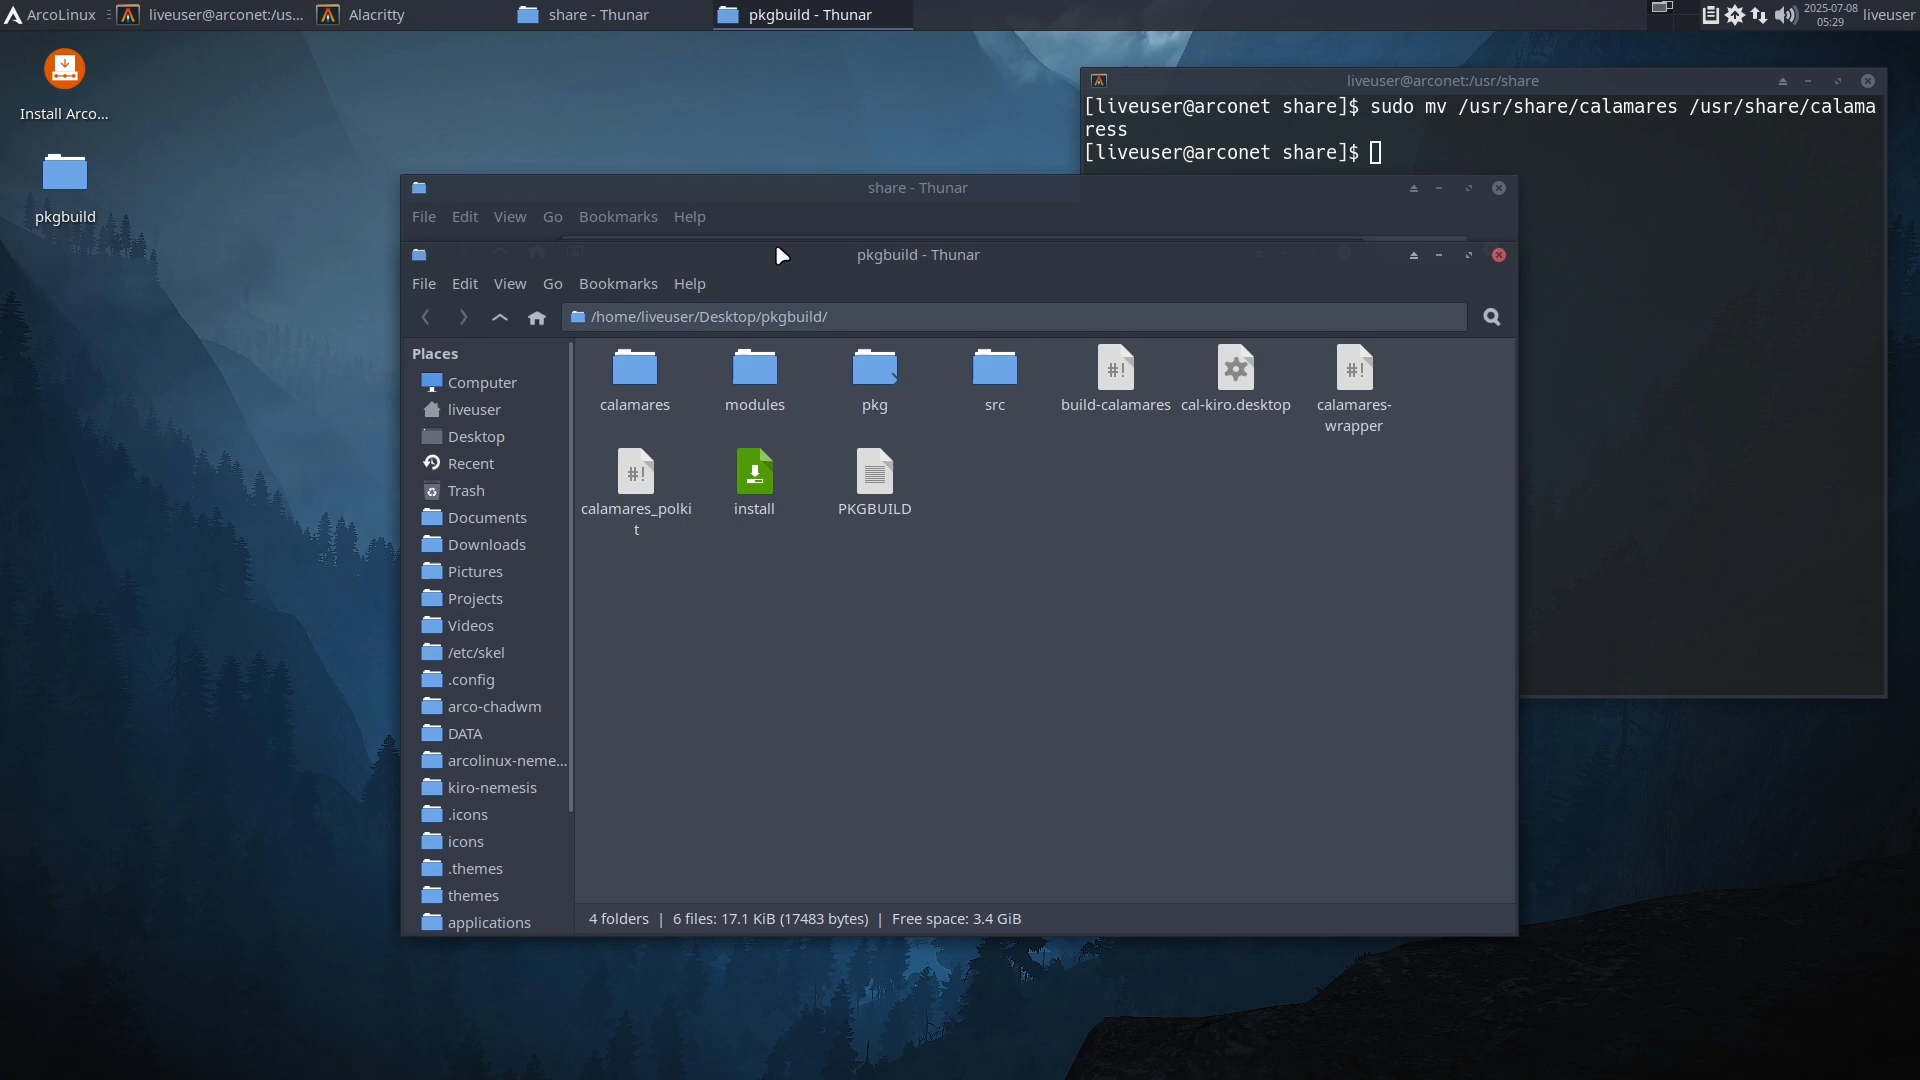 ArcoLinux
liveuser@arconet:/us...
Alacritty
share - Thunar
pkgbuild - Thunar
2025-07-08
05:29
liveuser
Install Arco...
pkgbuild
liveuser@arconet:/usr/share
[liveuser@arconet share]$ sudo mv /usr/share/calamares /usr/share/calama
ress
[liveuser@arconet share]$
share - Thunar
File Edit View Go Bookmarks Help
pkgbuild - Thunar
File Edit View Go Bookmarks Help
/home/liveuser/Desktop/pkgbuild/
Places
Computer
liveuser
Desktop
Recent
Trash
Documents
Downloads
Pictures
Projects
Videos
/etc/skel
.config
arco-chadwm
DATA
arcolinux-neme...
kiro-nemesis
.icons
icons
.themes
themes
applications
calamares
modules
pkg
src
#!
build-calamares
cal-kiro.desktop
#!
calamares-
wrapper
#!
calamares_polki
t
install
PKGBUILD
4 folders | 6 files: 17.1 KiB (17483 bytes) | Free space: 3.4 GiB